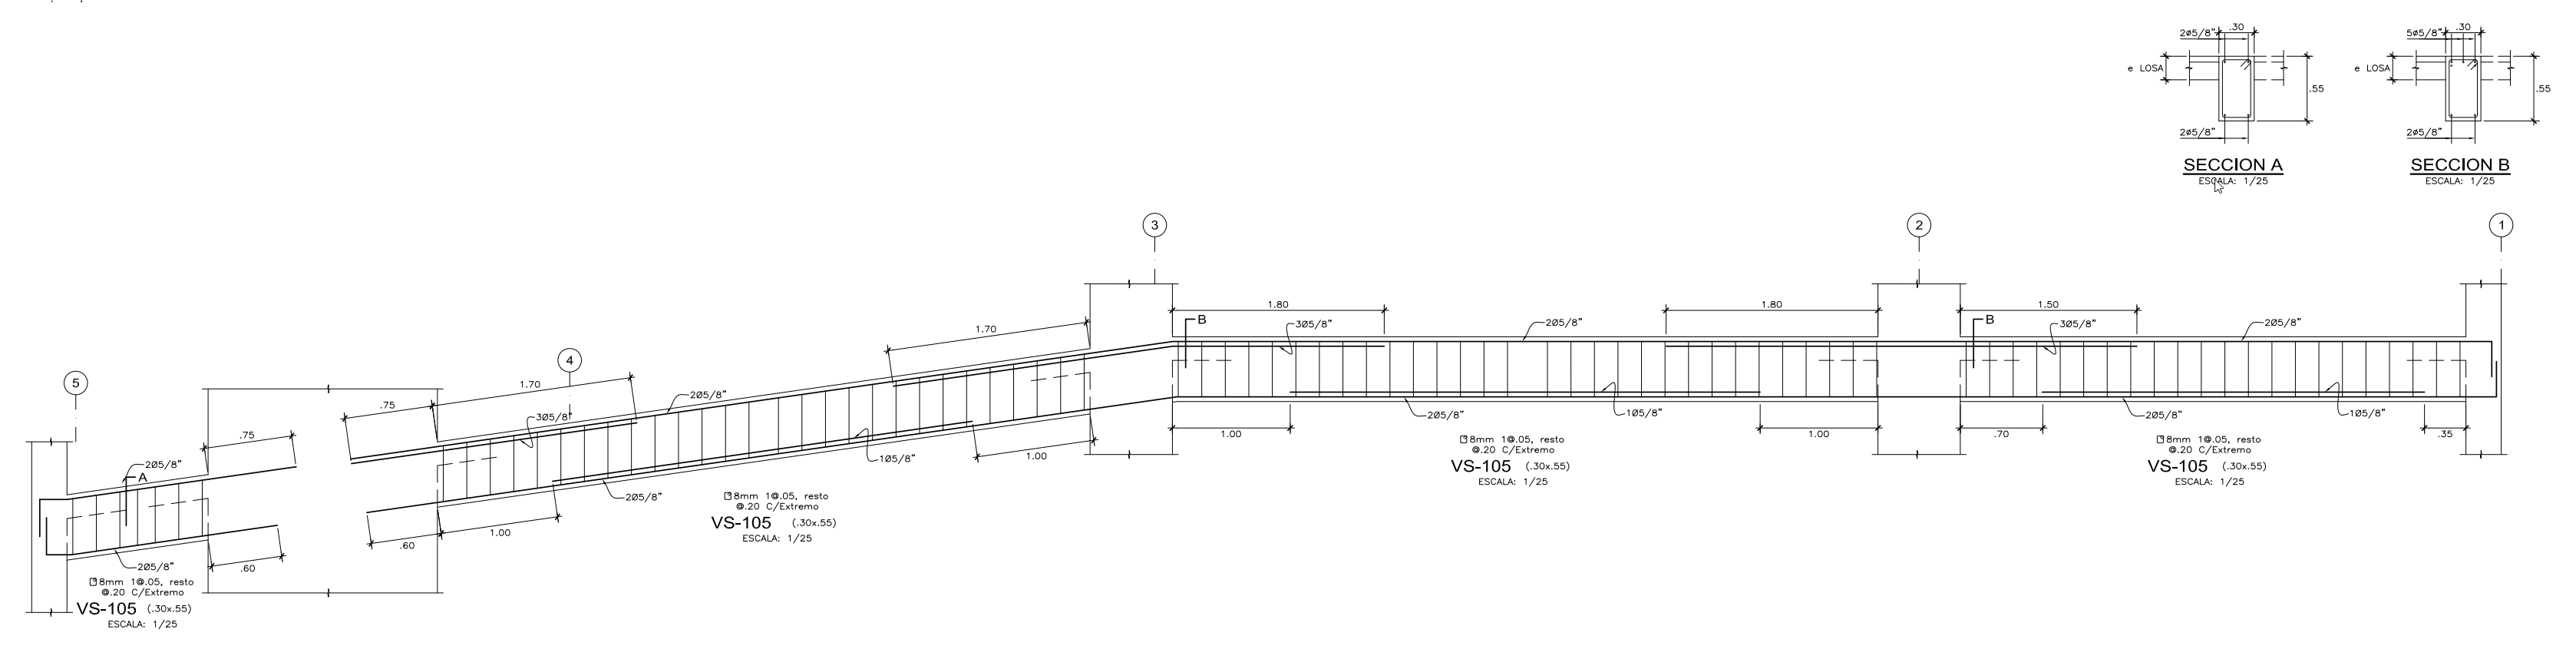 2ø5/8" .30
e LOSA
.55
2ø5/8"
SECCION A
ESCALA: 1/25
5ø5/8" .30
e LOSA
.55
2ø5/8"
SECCION B
ESCALA: 1/25
3
2
1
4
5
1.80
1.80
1.50
B
3Ø5/8"
2Ø5/8"
B
3Ø5/8"
2Ø5/8"
1.70
1.70
.75
3Ø5/8"
2Ø5/8"
.75
2Ø5/8"
A
2Ø5/8"
1Ø5/8"
2Ø5/8"
1Ø5/8"
1.00
1.00
.70
.35
8mm 1@.05, resto
@.20 C/Extremo
VS-105 (.30x.55)
ESCALA: 1/25
8mm 1@.05, resto
@.20 C/Extremo
VS-105 (.30x.55)
ESCALA: 1/25
1Ø5/8"
1.00
2Ø5/8"
1.00
.60
8mm 1@.05, resto
@.20 C/Extremo
VS-105 (.30x.55)
ESCALA: 1/25
2Ø5/8"
.60
8mm 1@.05, resto
@.20 C/Extremo
VS-105 (.30x.55)
ESCALA: 1/25